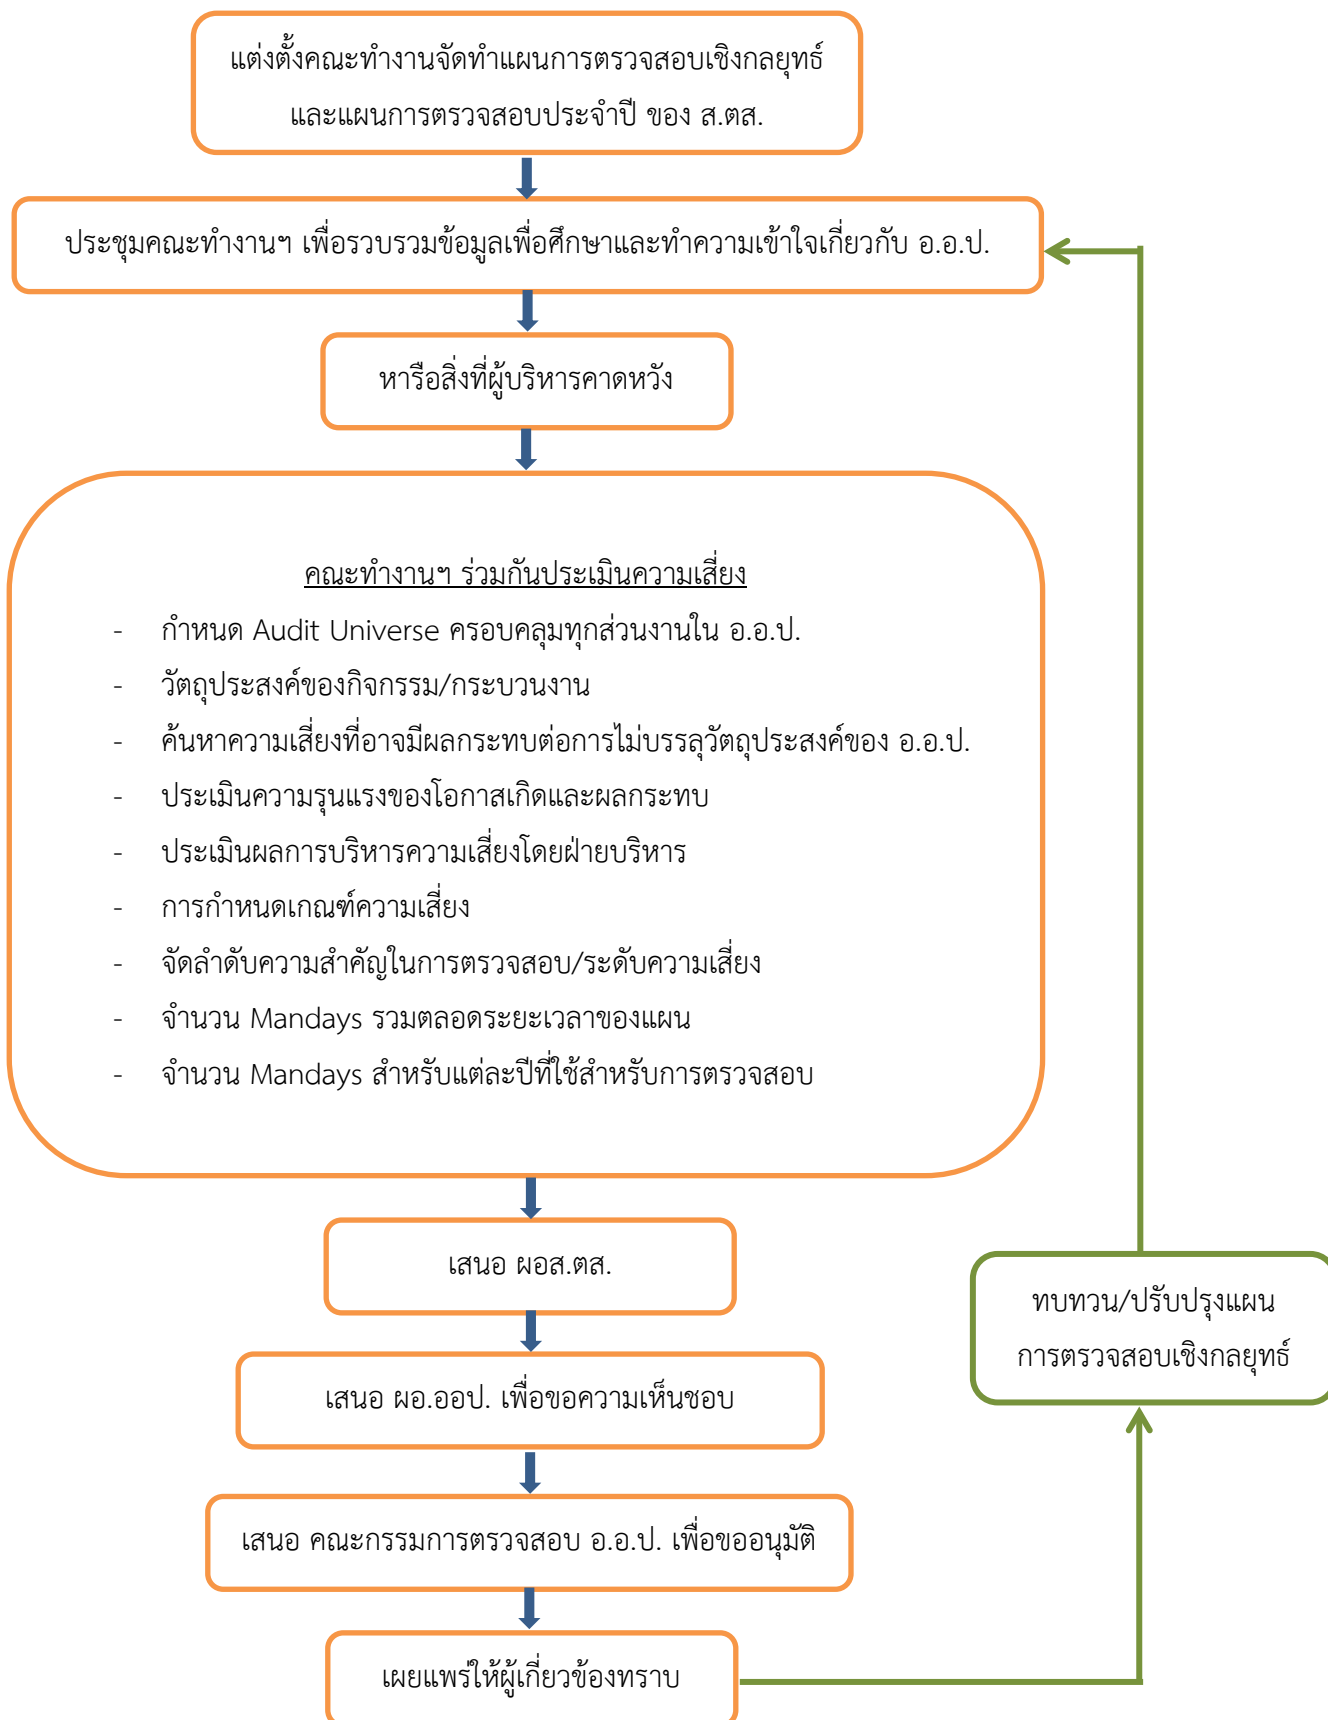 แต่งตั้งคณะทำงานจัดทำแผนการตรวจสอบเชิงกลยุทธ์
และแผนการตรวจสอบประจำปี ของ ส.ตส.
ประชุมคณะทำงานฯ เพื่อรวบรวมข้อมูลเพื่อศึกษาและทำความเข้าใจเกี่ยวกับ อ.อ.ป.
หารือสิ่งที่ผู้บริหารคาดหวัง
คณะทำงานฯ ร่วมกันประเมินความเสี่ยง
- กำหนด Audit Universe ครอบคลุมทุกส่วนงานใน อ.อ.ป.
- วัตถุประสงค์ของกิจกรรม/กระบวนงาน
- ค้นหาความเสี่ยงที่อาจมีผลกระทบต่อการไม่บรรลุวัตถุประสงค์ของ อ.อ.ป.
- ประเมินความรุนแรงของโอกาสเกิดและผลกระทบ
- ประเมินผลการบริหารความเสี่ยงโดยฝ่ายบริหาร
- การกำหนดเกณฑ์ความเสี่ยง
- จัดลำดับความสำคัญในการตรวจสอบ/ระดับความเสี่ยง
- จำนวน Mandays รวมตลอดระยะเวลาของแผน
- จำนวน Mandays สำหรับแต่ละปีที่ใช้สำหรับการตรวจสอบ
เสนอ ผอส.ตส.
เสนอ ผอ.ออป. เพื่อขอความเห็นชอบ
เสนอ คณะกรรมการตรวจสอบ อ.อ.ป. เพื่อขออนุมัติ
เผยแพร่ให้ผู้เกี่ยวข้องทราบ
ทบทวน/ปรับปรุงแผน
การตรวจสอบเชิงกลยุทธ์